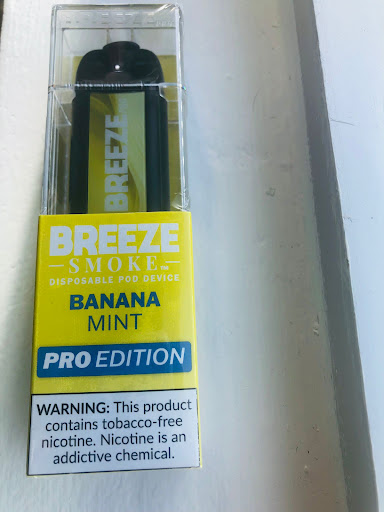 BREEZE
BREEZE
SMOKE
DISPOSABLE POD DEVICE
BANANA
MINT
PRO EDITION
WARNING: This product
contains tobacco-free
nicotine. Nicotine is an
addictive chemical.